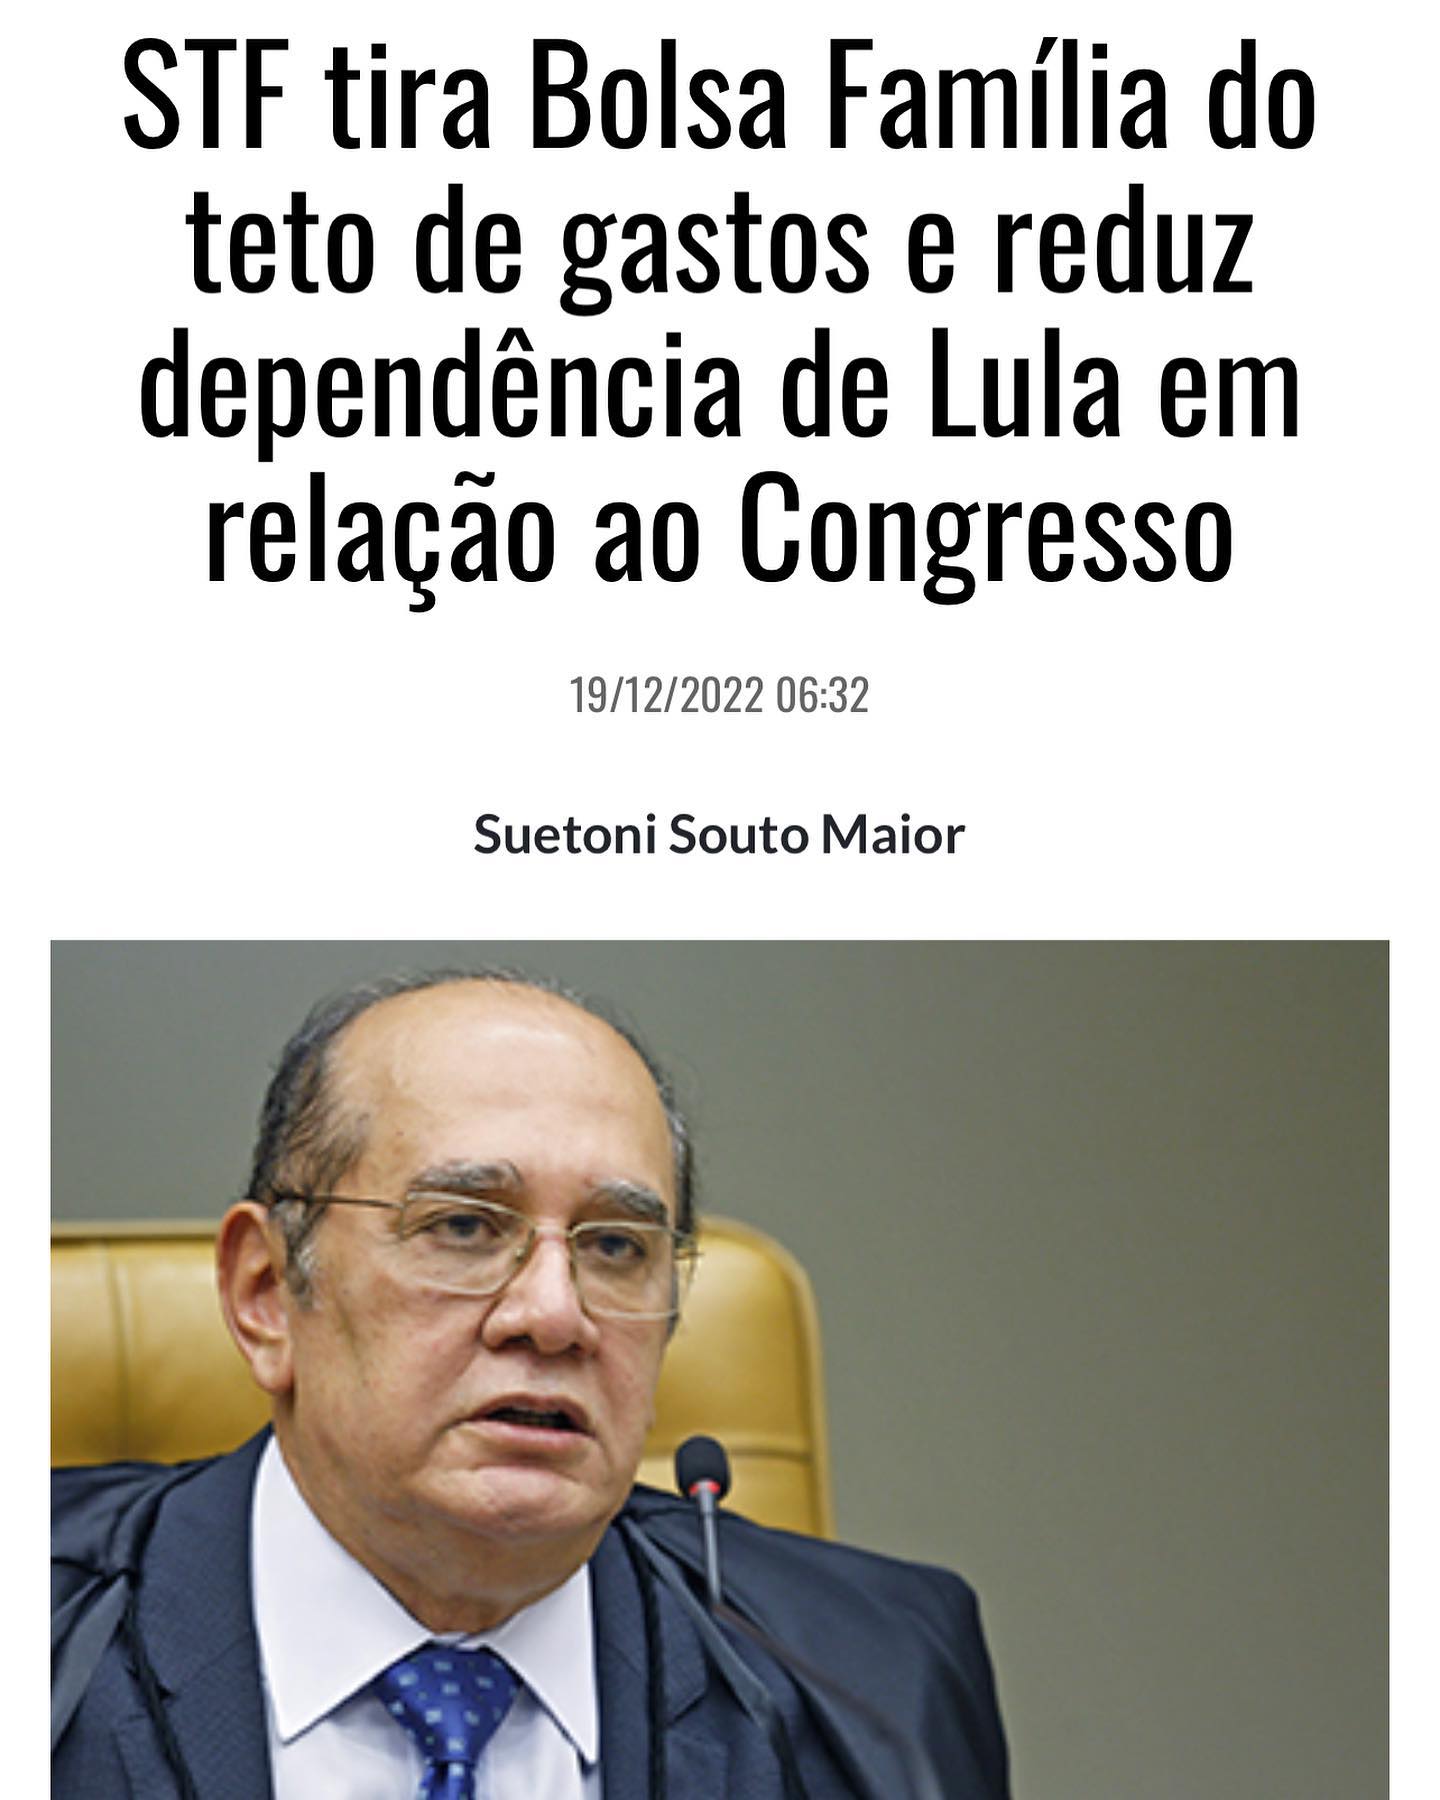 STF tira Bolsa Família do
teto de gastos e reduz
dependência de Lula em
relação ao Congresso
19/12/2022 06:32
Suetoni Souto Maior